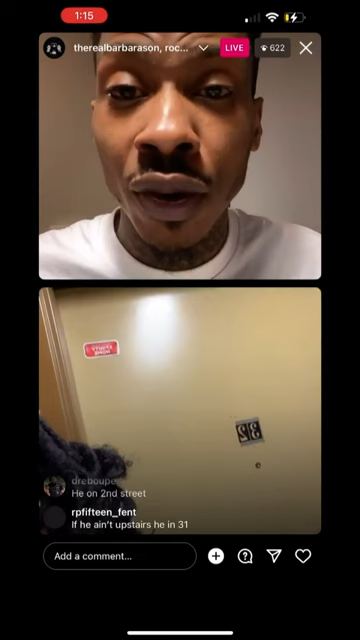 1:15
therealbarbarason, roc...
LIVE
622
dreboupe
He on 2nd street
rpfifteen_fent
If he ain't upstairs he in 31
Add a comment...